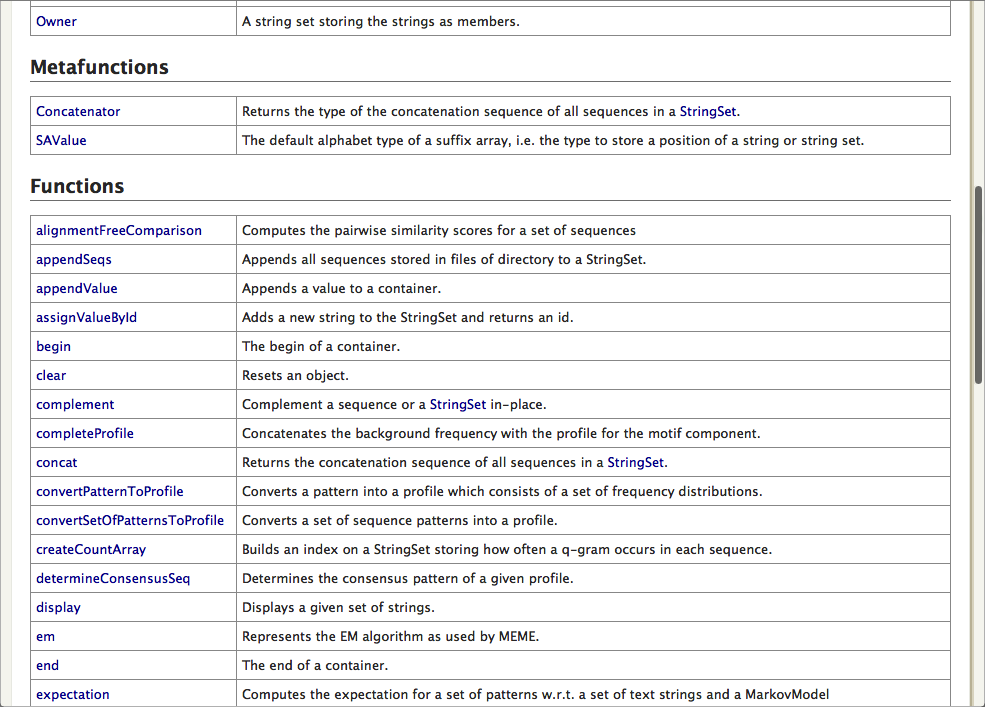 Owner A string set storing the strings as members.
Metafunctions
Concatenator Returns the type of the concatenation sequence of all sequences in a StringSet.
SAValue The default alphabet type of a suffix array, i.e. the type to store a position of a string or string set.
Functions
alignmentFreeComparison Computes the pairwise similarity scores for a set of sequences
appendSeqs Appends all sequences stored in files of directory to a StringSet.
appendValue Appends a value to a container.
assignValueById Adds a new string to the StringSet and returns an id.
begin The begin of a container.
clear Resets an object.
complement Complement a sequence or a StringSet in-place.
completeProfile Concatenates the background frequency with the profile for the motif component.
concat Returns the concatenation sequence of all sequences in a StringSet.
convertPatternToProfile Converts a pattern into a profile which consists of a set of frequency distributions.
convertSetOfPatternsToProfile Converts a set of sequence patterns into a profile.
createCountArray Builds an index on a StringSet storing how often a q-gram occurs in each sequence.
determineConsensusSeq Determines the consensus pattern of a given profile.
display Displays a given set of strings.
em Represents the EM algorithm as used by MEME.
end The end of a container.
expectation Computes the expectation for a set of patterns w.r.t. a set of text strings and a MarkovModel